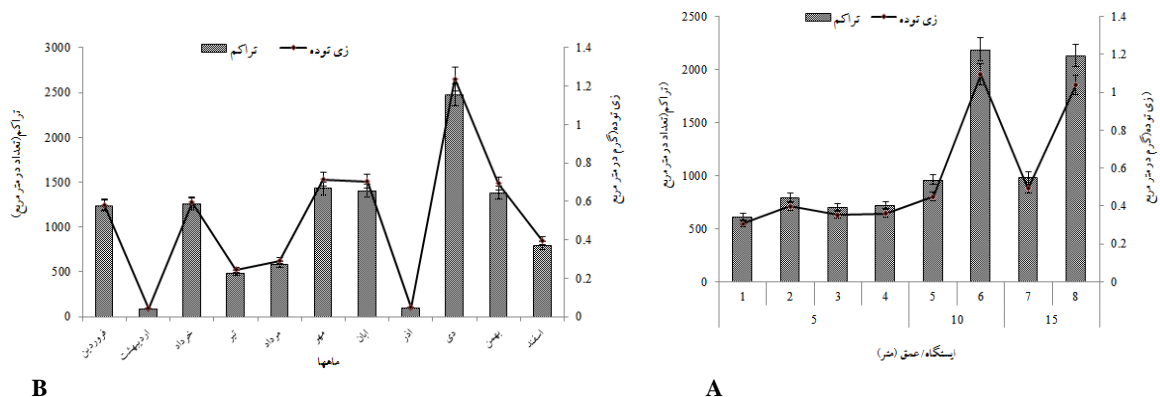 تراکم
زی توده
3000
2500
2000
1500
1000
500
0
1.4
1.2
1
0.8
0.6
0.4
0.2
0
تراکم(تعداد در متر مربع)
زی توده(گرم در متر مربع
فروردین
اردیبهشت
خرداد
تیر
مرداد
مهر
ابان
اذر
دی
بهمن
اسفند
ماهها
B
تراکم
زی توده
2500
2000
1500
1000
500
0
1.4
1.2
1
0.8
0.6
0.4
0.2
0
تراکم(تعداد در متر مربع)
زی توده(گرم در متر مربع)
1 2 3 4 5 6 7 8
5 10 15
ایستگاه/ عمق (متر)
A